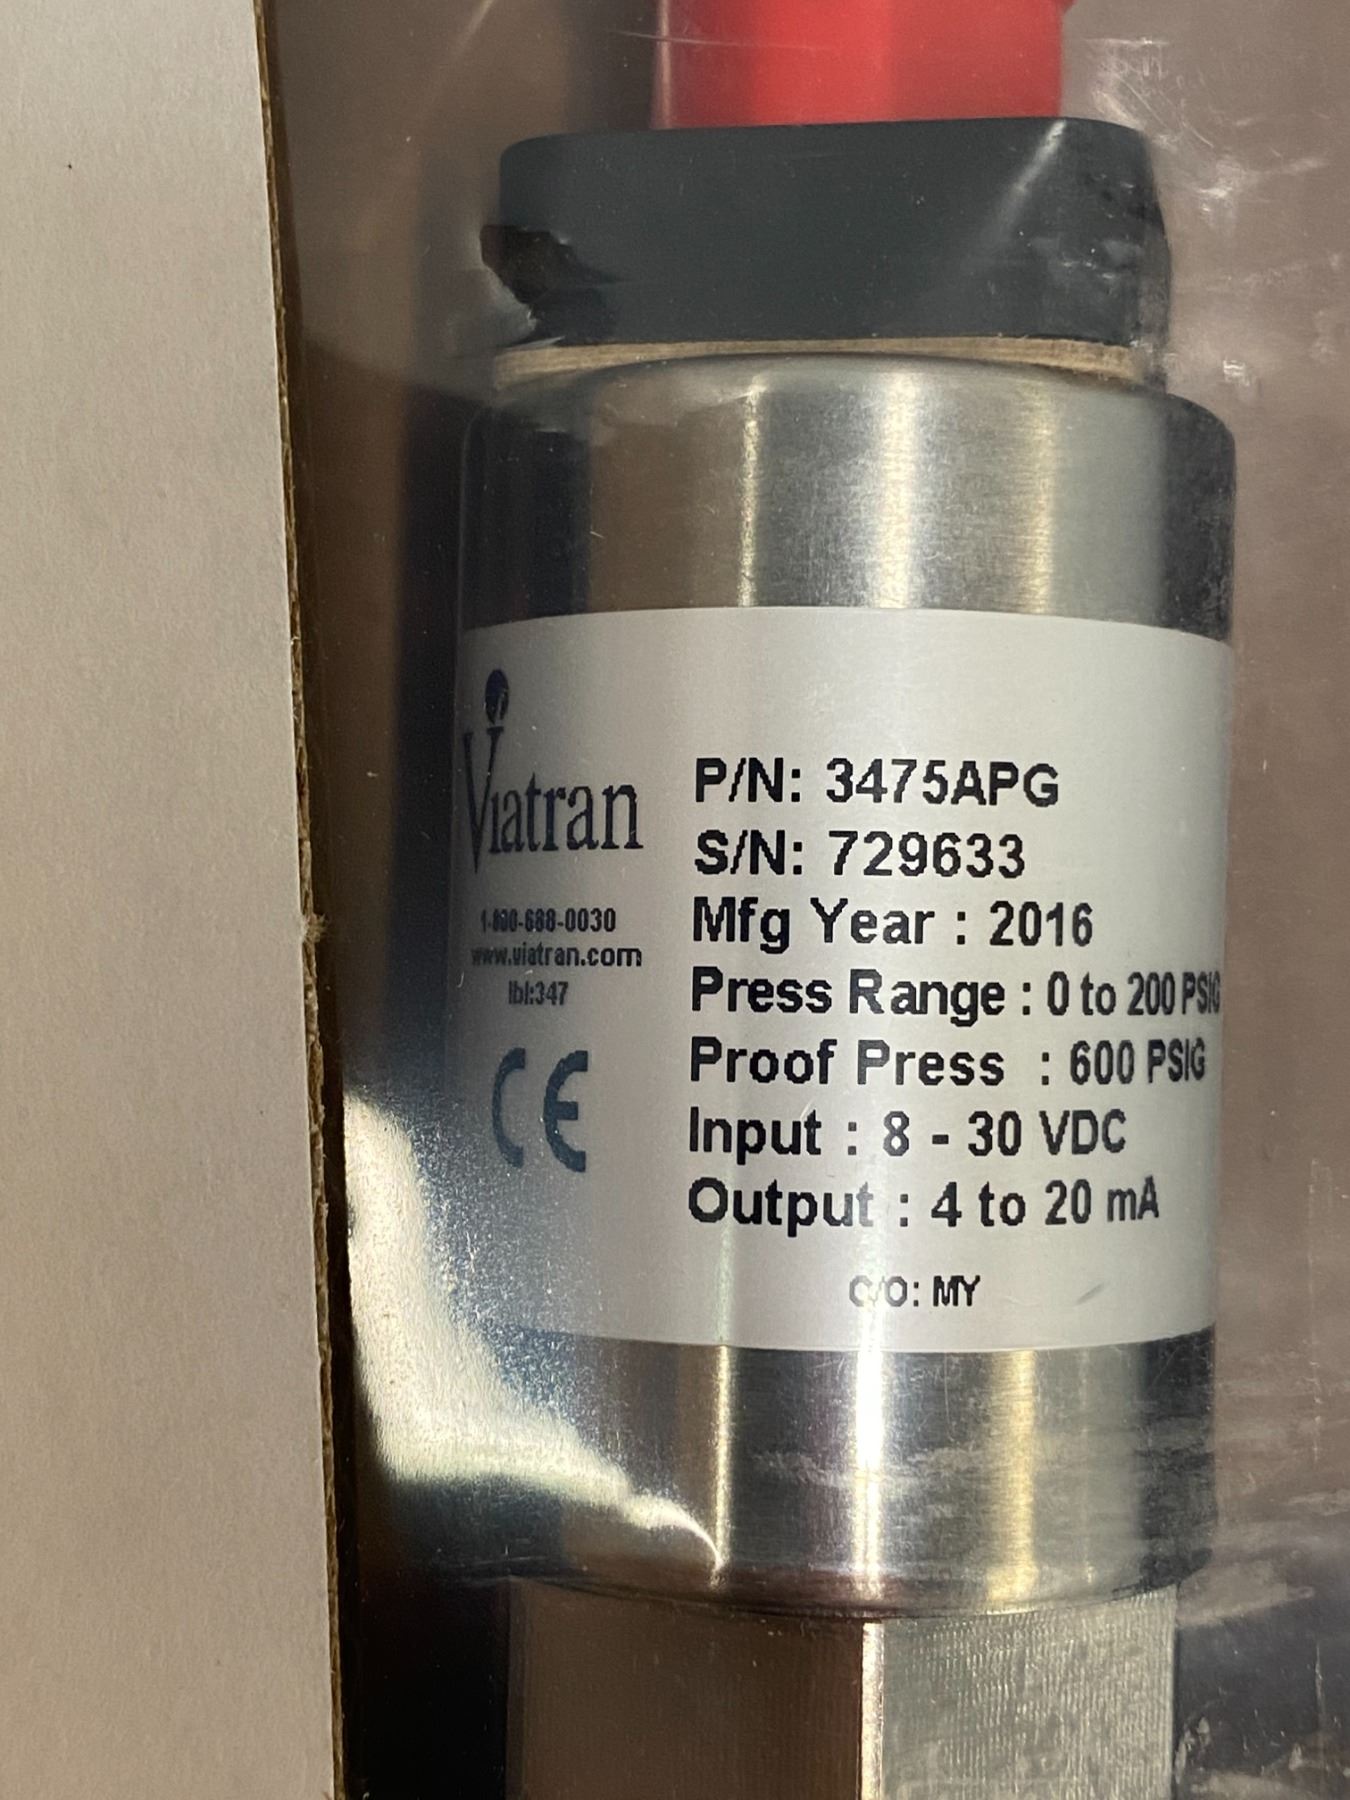 Viatran
1-800-688-0030
www.viatran.com
lbl:347
CE
P/N: 3475APG
S/N: 729633
Mfg Year : 2016
Press Range : 0 to 200 PSIG
Proof Press : 600 PSIG
Input : 8 - 30 VDC
Output : 4 to 20 mA
C/O: MY